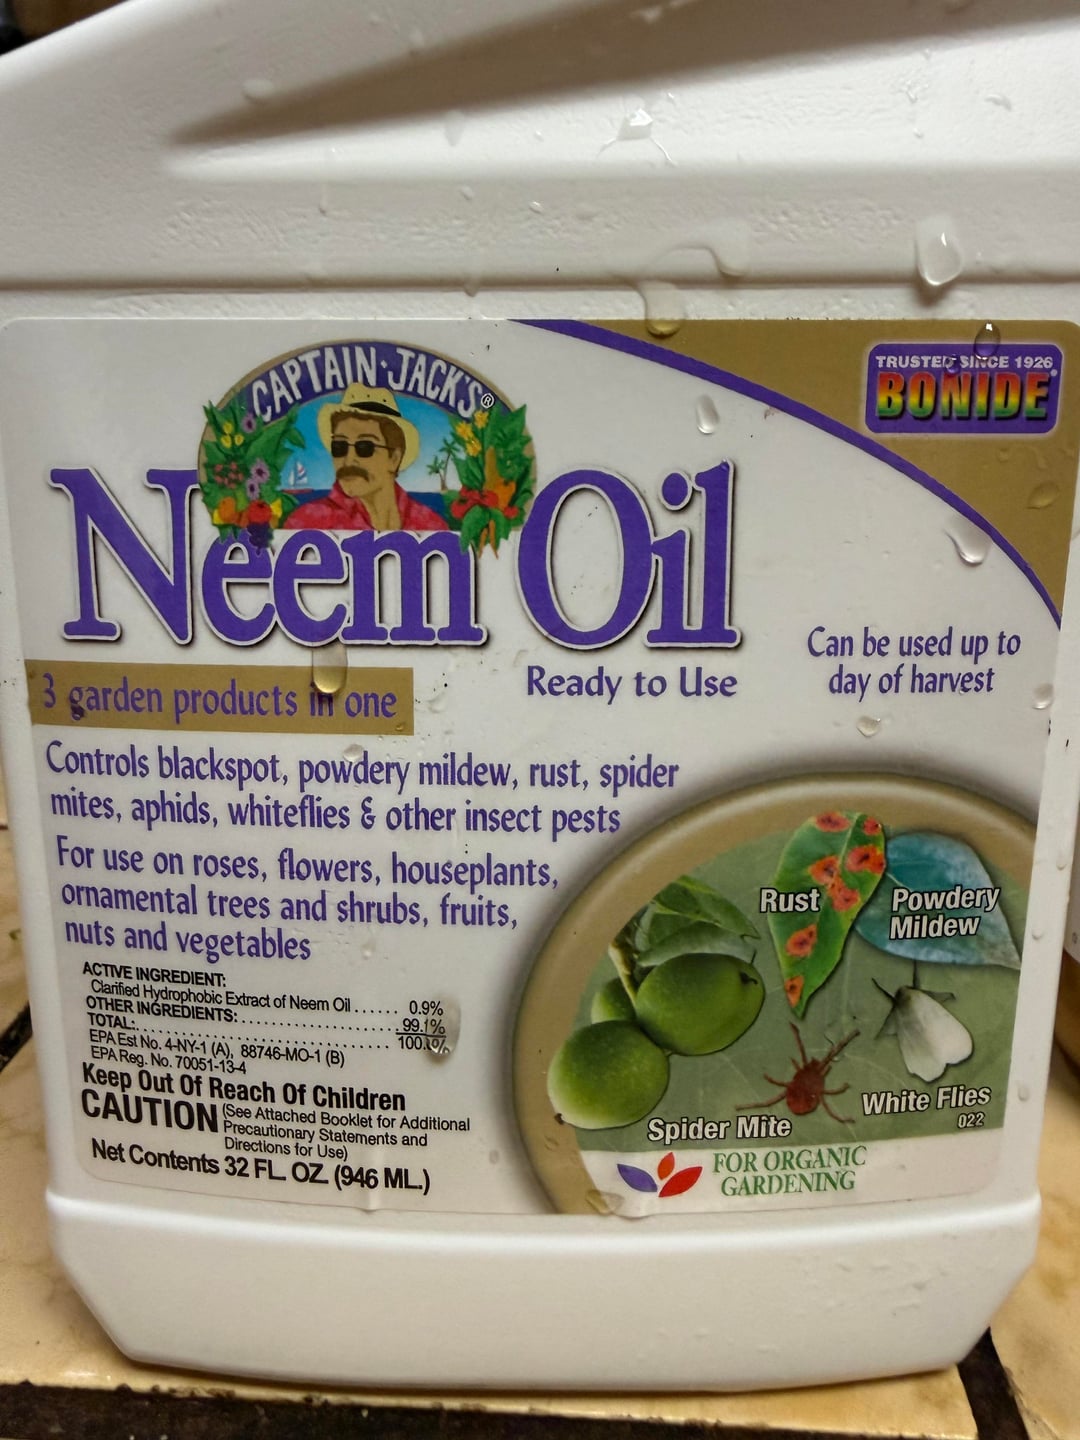 CAPTAIN JACK'S®
TRUSTED SINCE 1926
BONIDE®
Neem Oil
Ready to Use
Can be used up to
day of harvest
3 garden products in one
Controls blackspot, powdery mildew, rust, spider
mites, aphids, whiteflies & other insect pests
For use on roses, flowers, houseplants,
ornamental trees and shrubs, fruits,
nuts and vegetables
ACTIVE INGREDIENT:
Clarified Hydrophobic Extract of Neem Oil ...... 0.9%
OTHER INGREDIENTS: ........................ 99.1%
TOTAL: ........................ 100.0%
EPA Est No. 4-NY-1 (A), 88746-MO-1 (B)
EPA Reg. No. 70051-13-4
Keep Out Of Reach Of Children
CAUTION (See Attached Booklet for Additional
Precautionary Statements and
Directions for Use)
Net Contents 32 FL. OZ. (946 ML.)
Rust
Powdery
Mildew
Spider Mite
White Flies
022
FOR ORGANIC
GARDENING